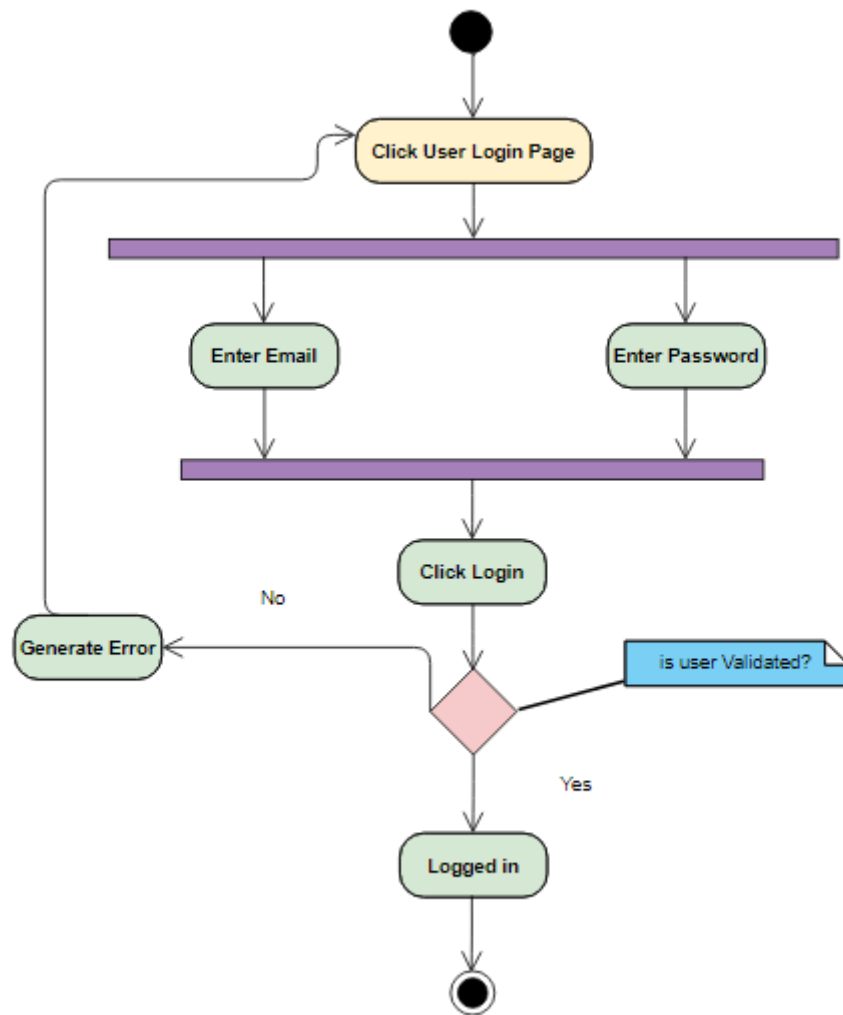 Click User Login Page
Enter Email
Enter Password
Click Login
No
Generate Error
is user Validated?
Yes
Logged in